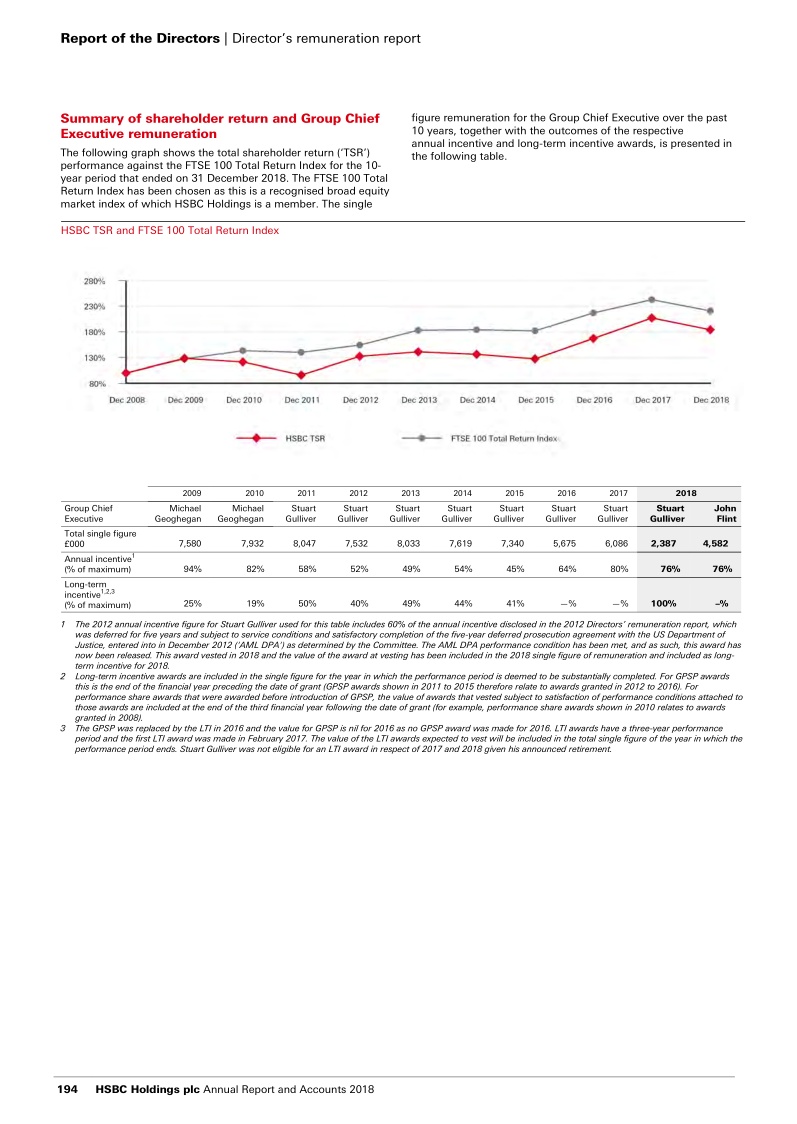 Report of the Directors | Director’s remuneration report
Summary of shareholder return and Group Chief
Executive remuneration
The following graph shows the total shareholder return (‘TSR’)
performance against the FTSE 100 Total Return Index for the 10-
year period that ended on 31 December 2018. The FTSE 100 Total
Return Index has been chosen as this is a recognised broad equity
market index of which HSBC Holdings is a member. The single
figure remuneration for the Group Chief Executive over the past
10 years, together with the outcomes of the respective
annual incentive and long-term incentive awards, is presented in
the following table.
HSBC TSR and FTSE 100 Total Return Index
280%
230%
180%
130%
80%
Dec 2008 Dec 2009 Dec 2010 Dec 2011 Dec 2012 Dec 2013 Dec 2014 Dec 2015 Dec 2016 Dec 2017 Dec 2018
HSBC TSR FTSE 100 Total Return Index
2009 2010 2011 2012 2013 2014 2015 2016 2017 2018
Group Chief Michael Michael Stuart Stuart Stuart Stuart Stuart Stuart Stuart Stuart John
Executive Geoghegan Geoghegan Gulliver Gulliver Gulliver Gulliver Gulliver Gulliver Gulliver Gulliver Flint
Total single figure
£000 7,580 7,932 8,047 7,532 8,033 7,619 7,340 5,675 6,086 2,387 4,582
Annual incentive1
(% of maximum) 94% 82% 58% 52% 49% 54% 45% 64% 80% 76% 76%
Long-term
incentive1,2,3
(% of maximum) 25% 19% 50% 40% 49% 44% 41% —% —% 100% –%
1 The 2012 annual incentive figure for Stuart Gulliver used for this table includes 60% of the annual incentive disclosed in the 2012 Directors’ remuneration report, which
was deferred for five years and subject to service conditions and satisfactory completion of the five-year deferred prosecution agreement with the US Department of
Justice, entered into in December 2012 (‘AML DPA’) as determined by the Committee. The AML DPA performance condition has been met, and as such, this award has
now been released. This award vested in 2018 and the value of the award at vesting has been included in the 2018 single figure of remuneration and included as long-
term incentive for 2018.
2 Long-term incentive awards are included in the single figure for the year in which the performance period is deemed to be substantially completed. For GPSP awards
this is the end of the financial year preceding the date of grant (GPSP awards shown in 2011 to 2015 therefore relate to awards granted in 2012 to 2016). For
performance share awards that were awarded before introduction of GPSP, the value of awards that vested subject to satisfaction of performance conditions attached to
those awards are included at the end of the third financial year following the date of grant (for example, performance share awards shown in 2010 relates to awards
granted in 2008).
3 The GPSP was replaced by the LTI in 2016 and the value for GPSP is nil for 2016 as no GPSP award was made for 2016. LTI awards have a three-year performance
period and the first LTI award was made in February 2017. The value of the LTI awards expected to vest will be included in the total single figure of the year in which the
performance period ends. Stuart Gulliver was not eligible for an LTI award in respect of 2017 and 2018 given his announced retirement.
194 HSBC Holdings plc Annual Report and Accounts 2018